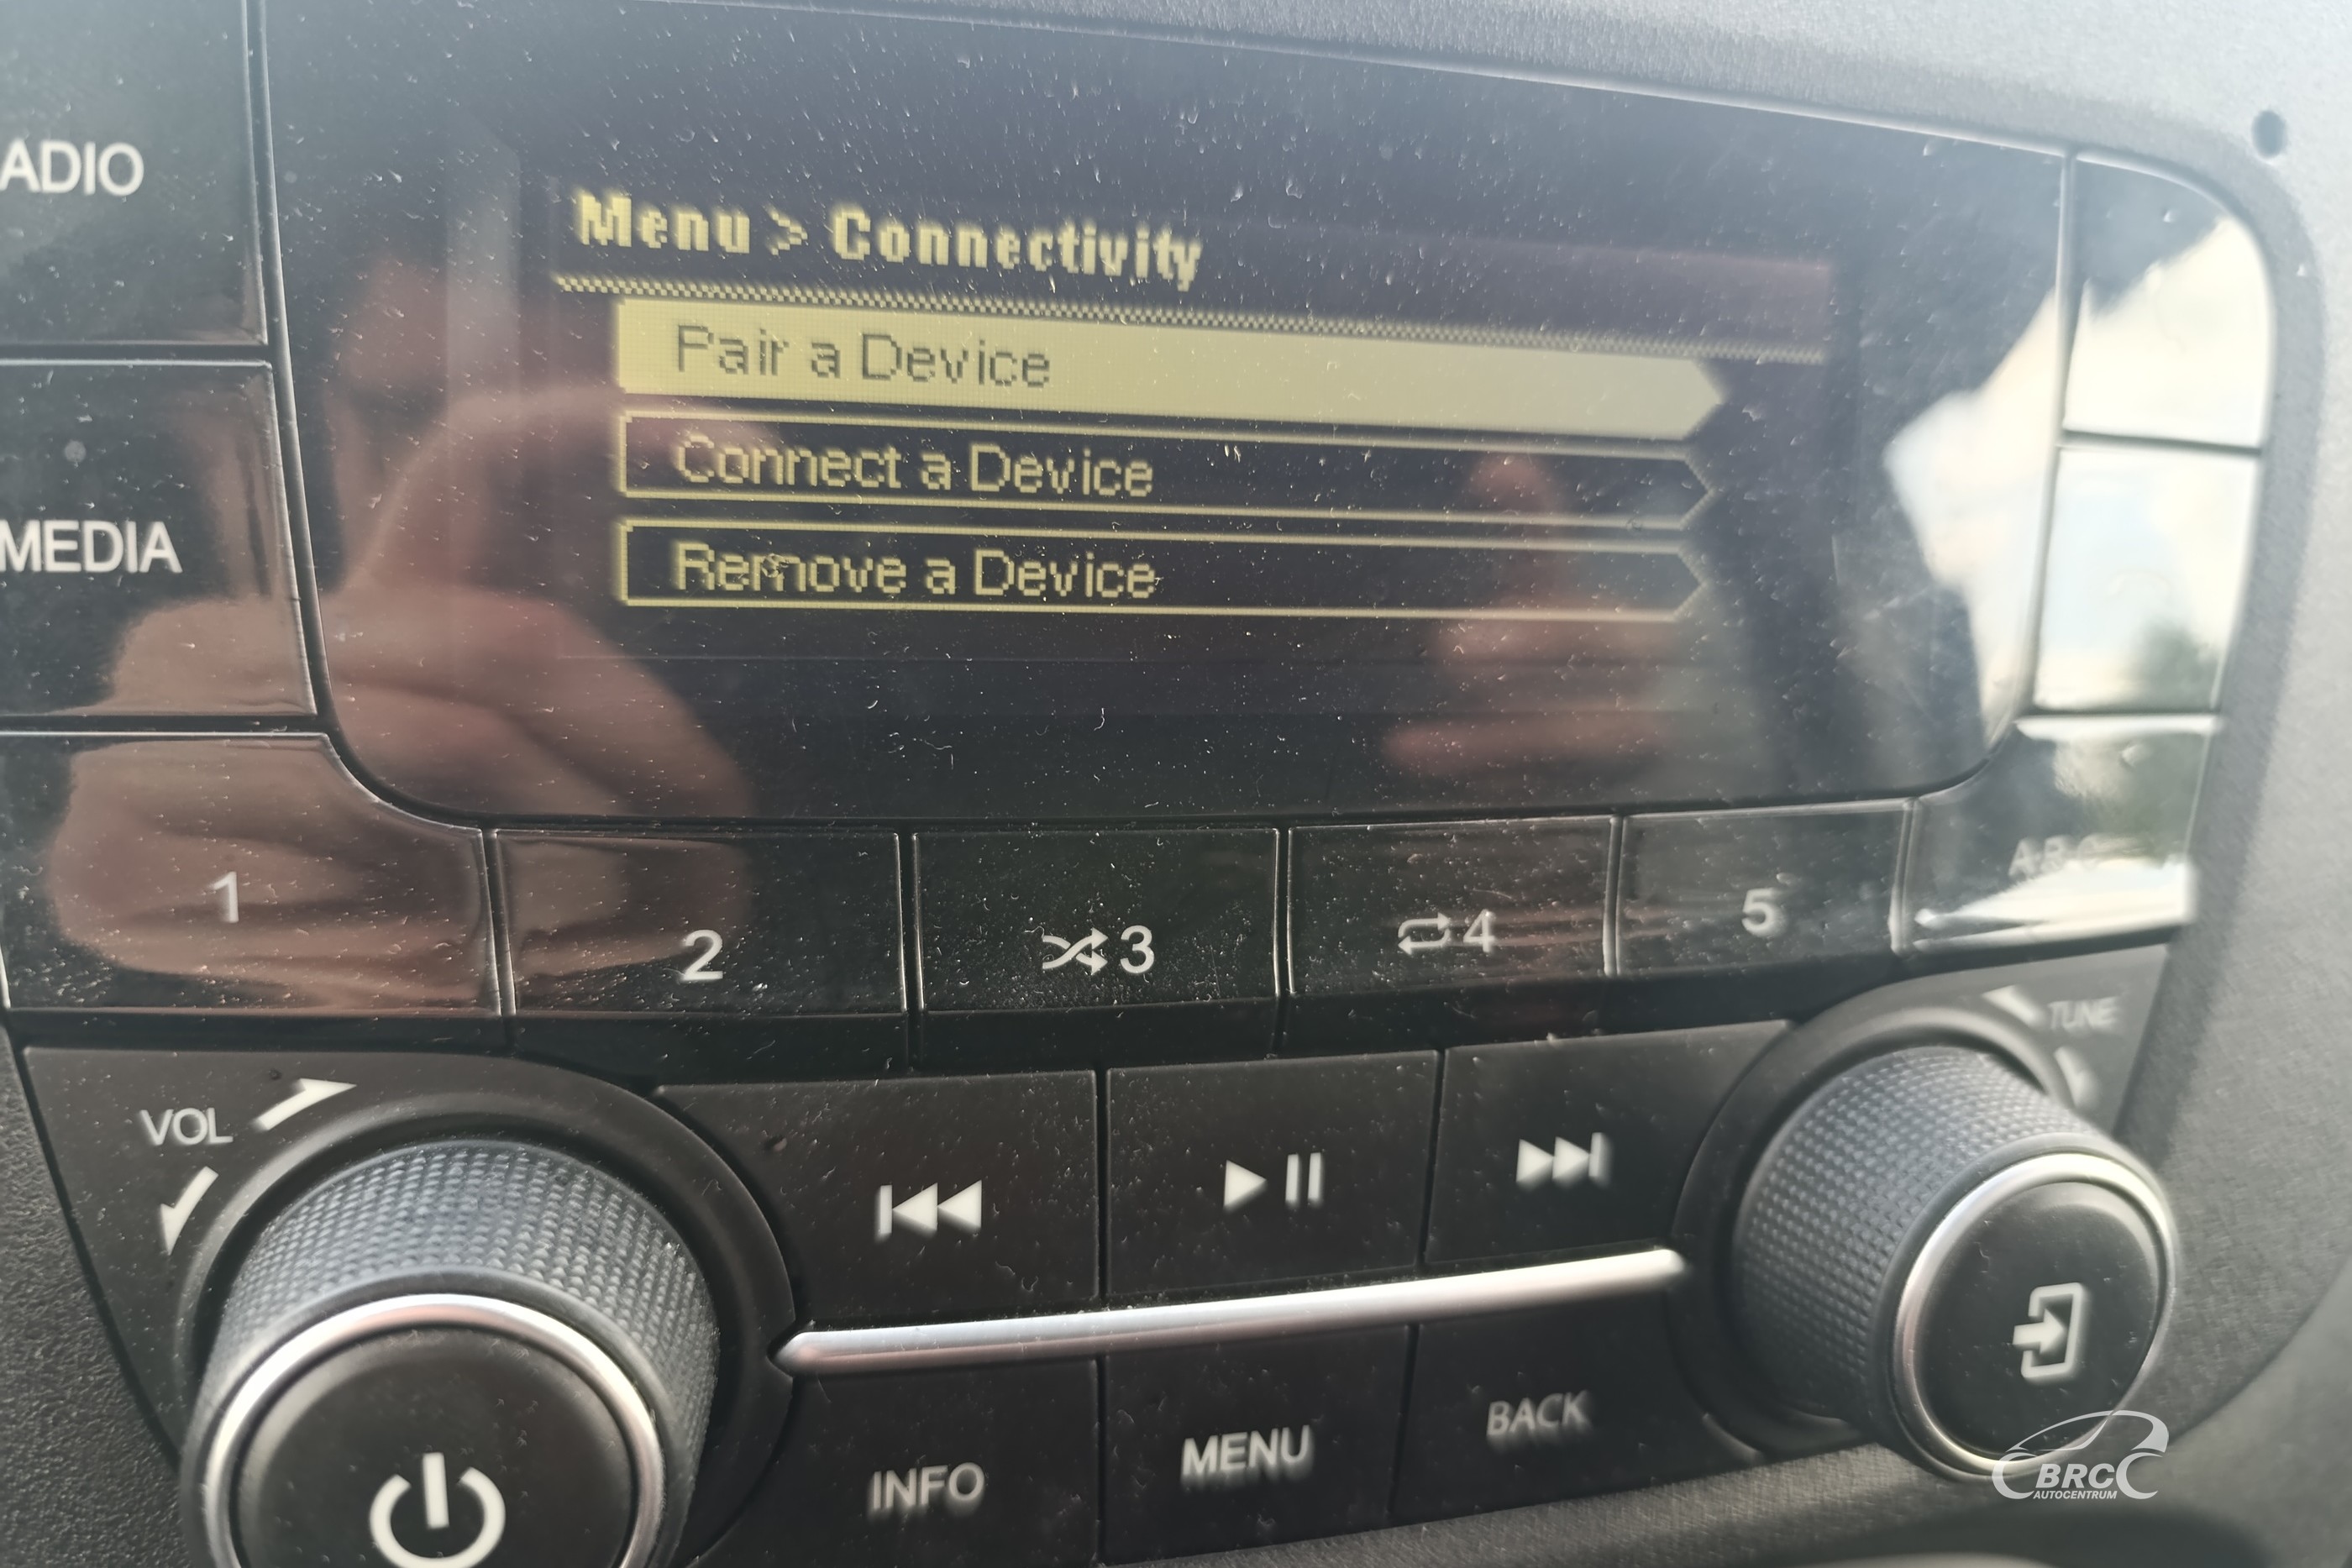 ADIO
MEDIA
Menu > Connectivity
Pair a Device
Connect a Device
Remove a Device
1
2
3
4
5
VOL
TUNE
INFO
MENU
BACK
BRC
AUTOCENTRUM